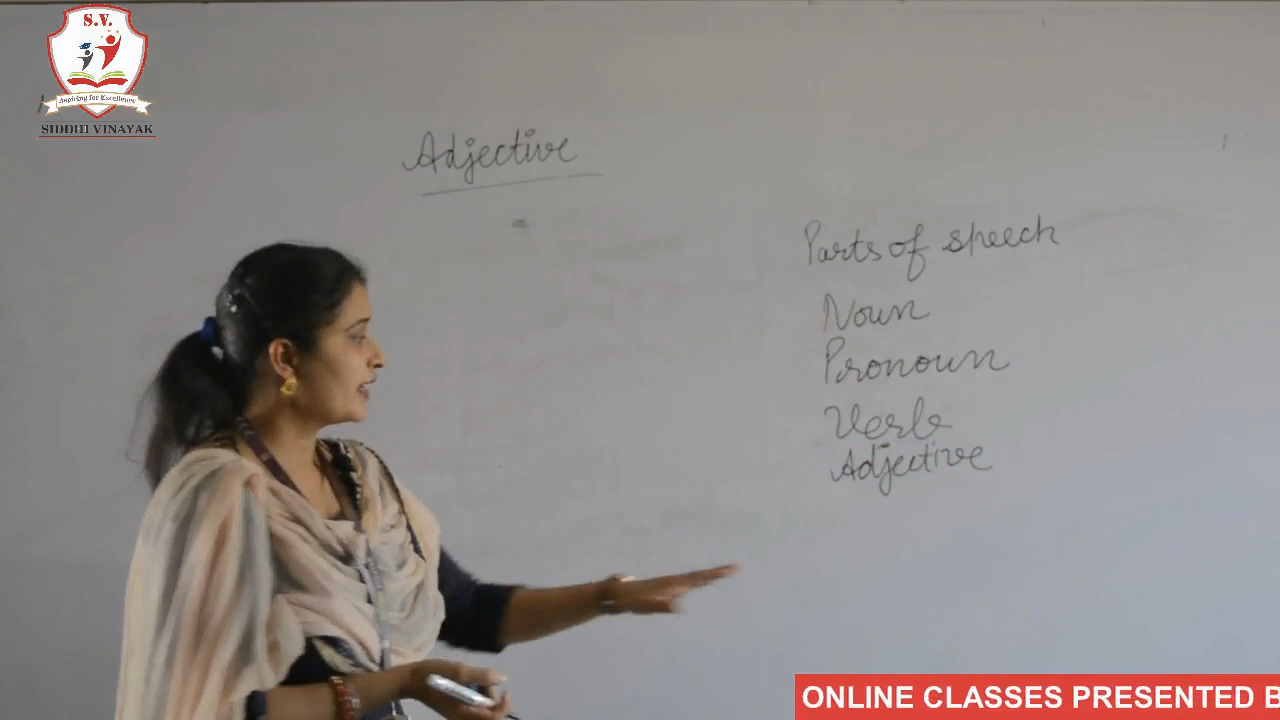 S.V.
Aspiring for Excellence
SIDDHI VINAYAK
Adjective
Parts of speech
Noun
Pronoun
Verb
Adjective
ONLINE CLASSES PRESENTED B